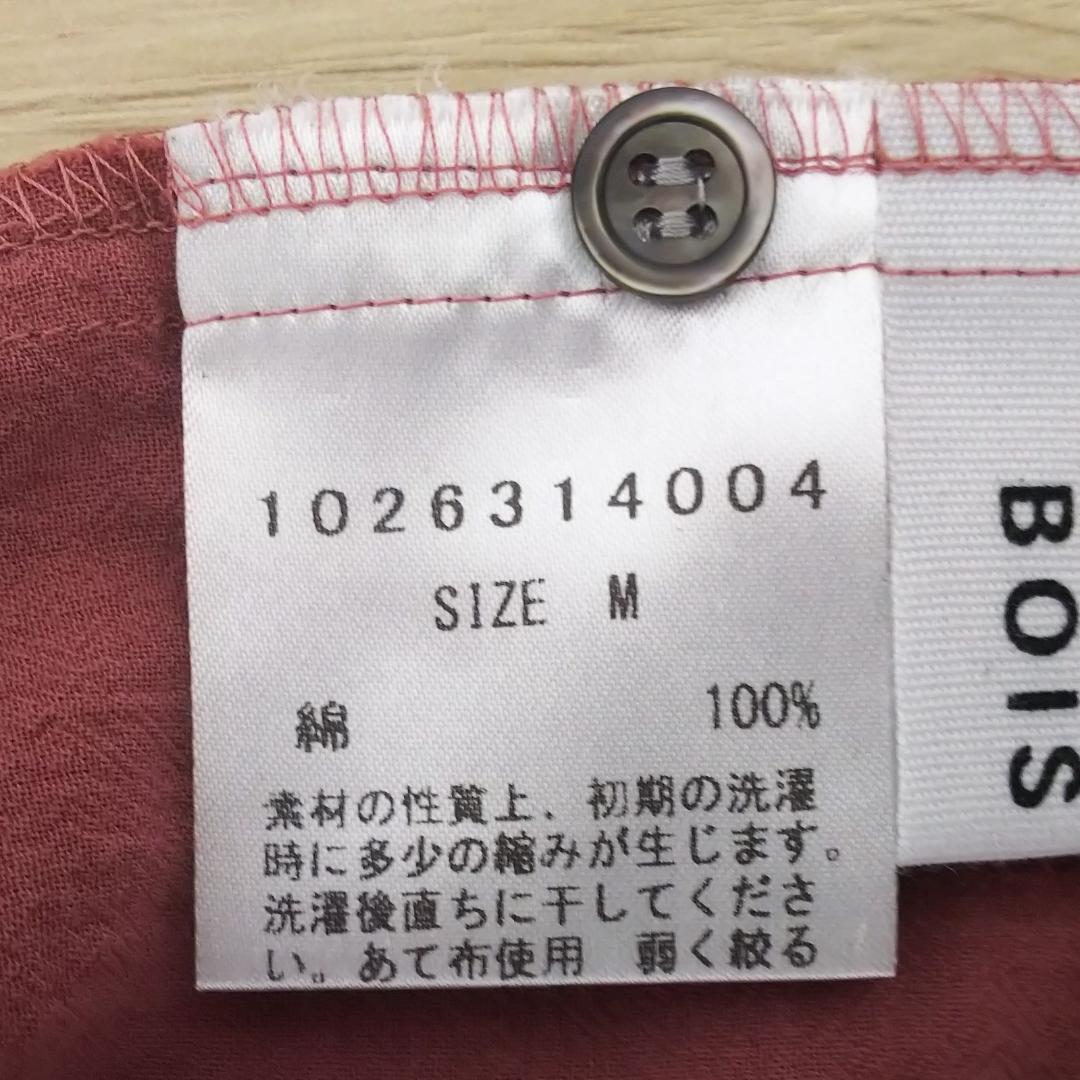 1026314004
SIZE M
綿 100%
素材の性質上、初期の洗濯
時に多少の縮みが生じます。
洗濯後直ちに干してくださ
い。あて布使用 弱く絞る
BOIS